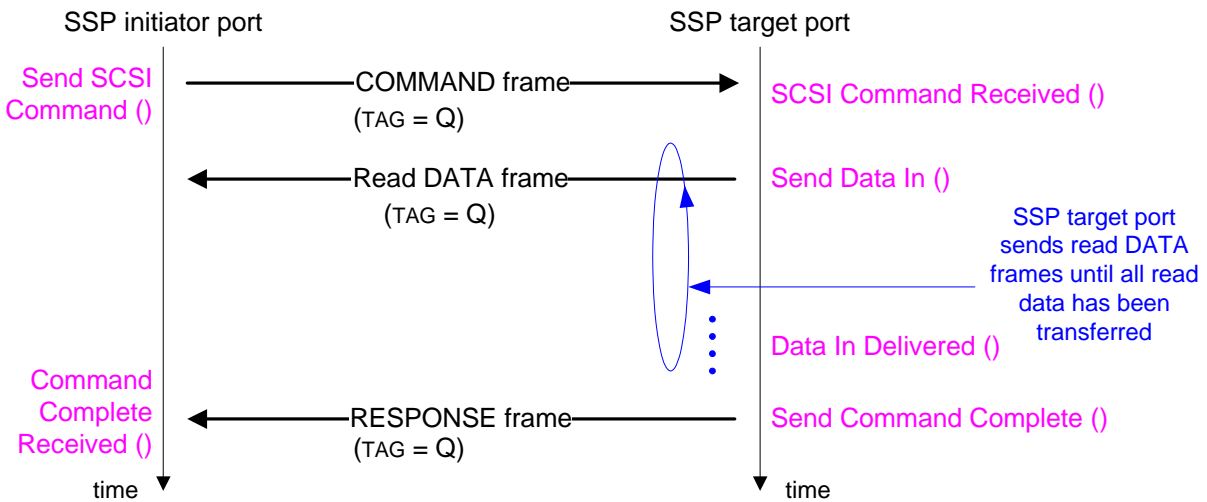 SSP initiator port
SSP target port
Send SCSI
Command ()
COMMAND frame
(TAG = Q)
SCSI Command Received ()
Read DATA frame
(TAG = Q)
Send Data In ()
SSP target port
sends read DATA
frames until all read
data has been
transferred
Data In Delivered ()
Command
Complete
Received ()
RESPONSE frame
(TAG = Q)
Send Command Complete ()
time
time